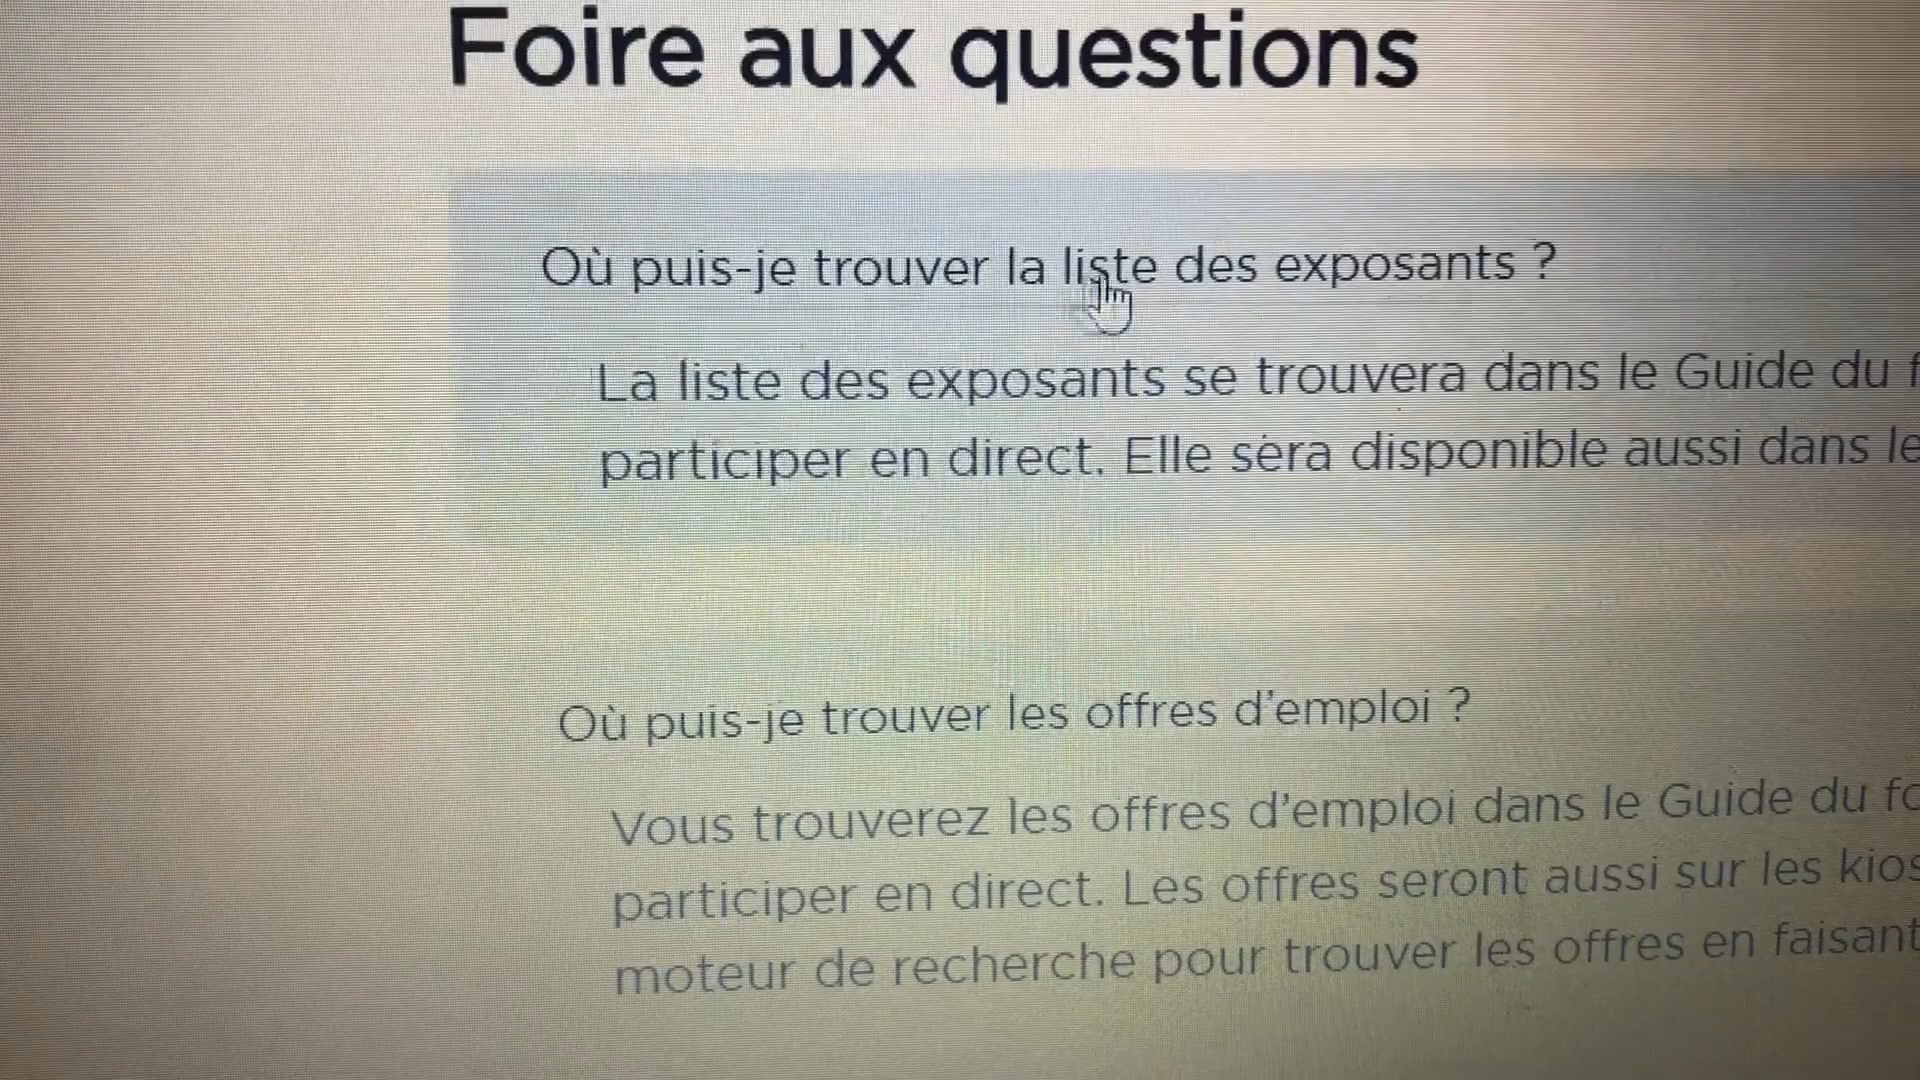 Foire aux questions
Où puis-je trouver la liste des exposants ?
La liste des exposants se trouvera dans le Guide du
participer en direct. Elle sera disponible aussi dans
Où puis-je trouver les offres d'emploi ?
Vous trouverez les offres d'emploi dans le Guide du
participer en direct. Les offres seront aussi sur les
moteur de recherche pour trouver les offres en faisant